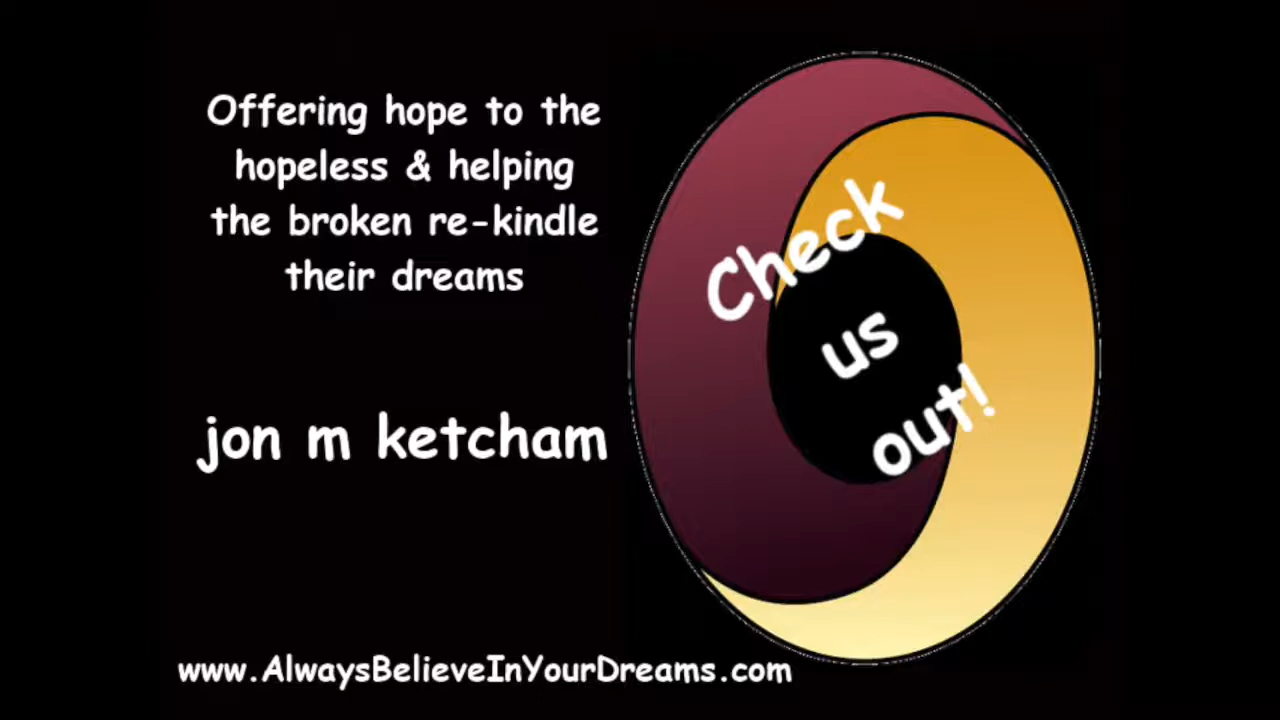 Offering hope to the
hopeless & helping
the broken re-kindle
their dreams
jon m ketcham
Check
us
out!
www.AlwaysBelieveInYourDreams.com